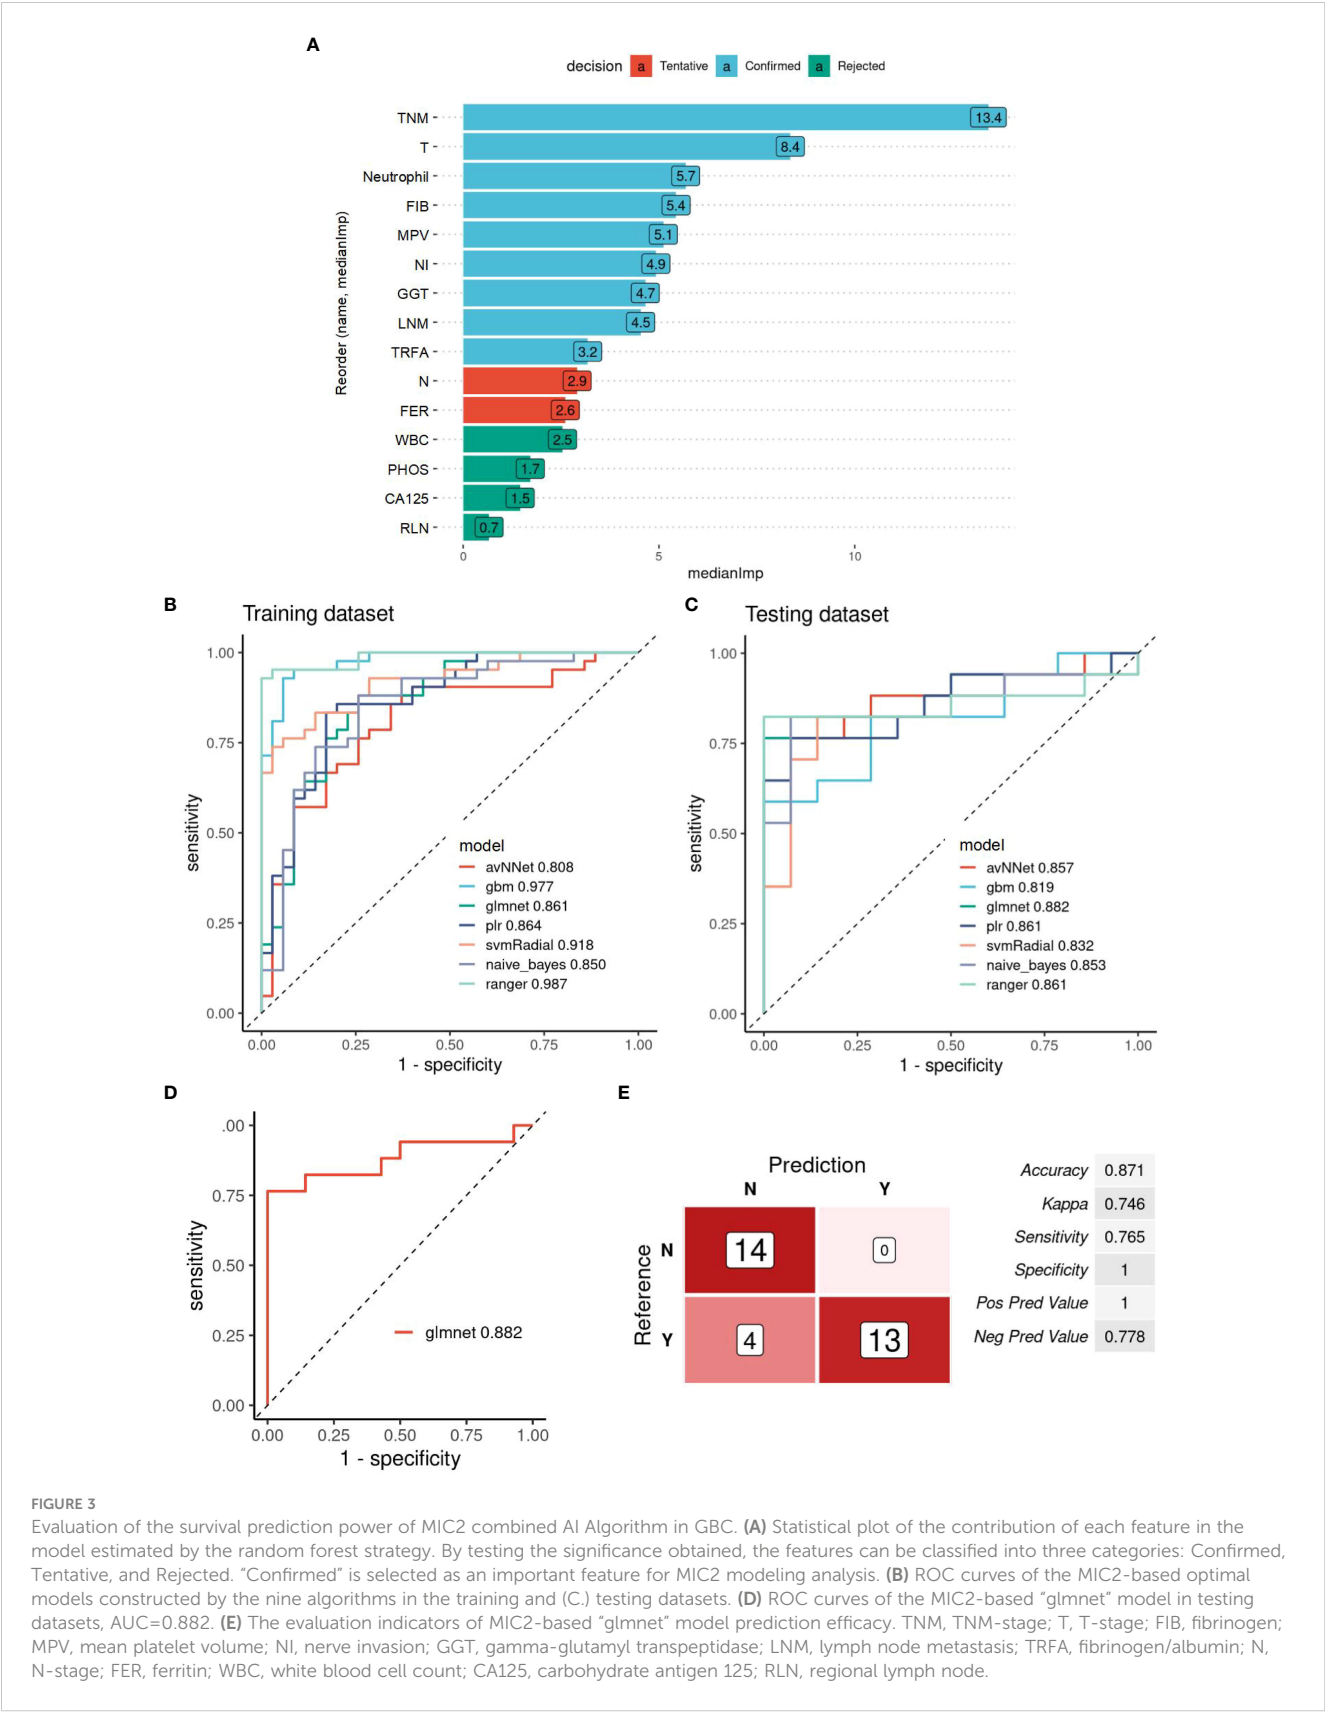 A
decision a Tentative a Confirmed a Rejected
Reorder (name, medianImp)
TNM 13.4
T 8.4
Neutrophil 5.7
FIB 5.4
MPV 5.1
NI 4.9
GGT 4.7
LNM 4.5
TRFA 3.2
N 2.9
FER 2.6
WBC 2.5
PHOS 1.7
CA125 1.5
RLN 0.7
0 5 10
medianImp
B
Training dataset
sensitivity
1.00
0.75
0.50
0.25
0.00
model
avNNet 0.808
gbm 0.977
glmnet 0.861
plr 0.864
svmRadial 0.918
naive_bayes 0.850
ranger 0.987
0.00 0.25 0.50 0.75 1.00
1 - specificity
C
Testing dataset
sensitivity
1.00
0.75
0.50
0.25
0.00
model
avNNet 0.857
gbm 0.819
glmnet 0.882
plr 0.861
svmRadial 0.832
naive_bayes 0.853
ranger 0.861
0.00 0.25 0.50 0.75 1.00
1 - specificity
D
sensitivity
.00
0.75
0.50
0.25
0.00
glmnet 0.882
0.00 0.25 0.50 0.75 1.00
1 - specificity
E
Prediction
N Y
Reference
N 14 0
Y 4 13
Accuracy 0.871
Kappa 0.746
Sensitivity 0.765
Specificity 1
Pos Pred Value 1
Neg Pred Value 0.778
FIGURE 3
Evaluation of the survival prediction power of MIC2 combined AI Algorithm in GBC. (A) Statistical plot of the contribution of each feature in the
model estimated by the random forest strategy. By testing the significance obtained, the features can be classified into three categories: Confirmed,
Tentative, and Rejected. "Confirmed" is selected as an important feature for MIC2 modeling analysis. (B) ROC curves of the MIC2-based optimal
models constructed by the nine algorithms in the training and (C.) testing datasets. (D) ROC curves of the MIC2-based "glmnet" model in testing
datasets, AUC=0.882. (E) The evaluation indicators of MIC2-based "glmnet" model prediction efficacy. TNM, TNM-stage; T, T-stage; FIB, fibrinogen;
MPV, mean platelet volume; NI, nerve invasion; GGT, gamma-glutamyl transpeptidase; LNM, lymph node metastasis; TRFA, fibrinogen/albumin; N,
N-stage; FER, ferritin; WBC, white blood cell count; CA125, carbohydrate antigen 125; RLN, regional lymph node.